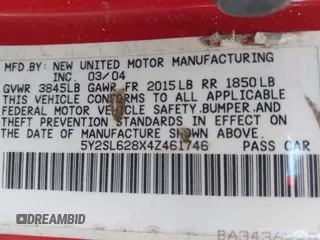 MFD.BY: NEW UNITED MOTOR MANUFACTURING
INC. 03/04
GVWR 3845LB GAWR FR 2015LB RR 1850LB
THIS VEHICLE CONFORMS TO ALL APPLICABLE
FEDERAL MOTOR VEHICLE SAFETY,BUMPER,AND
THEFT PREVENTION STANDARDS IN EFFECT ON
THE DATE OF MANUFACTURE SHOWN ABOVE.
5Y2SL628X4Z461746 PASS CAR
DREAMBID